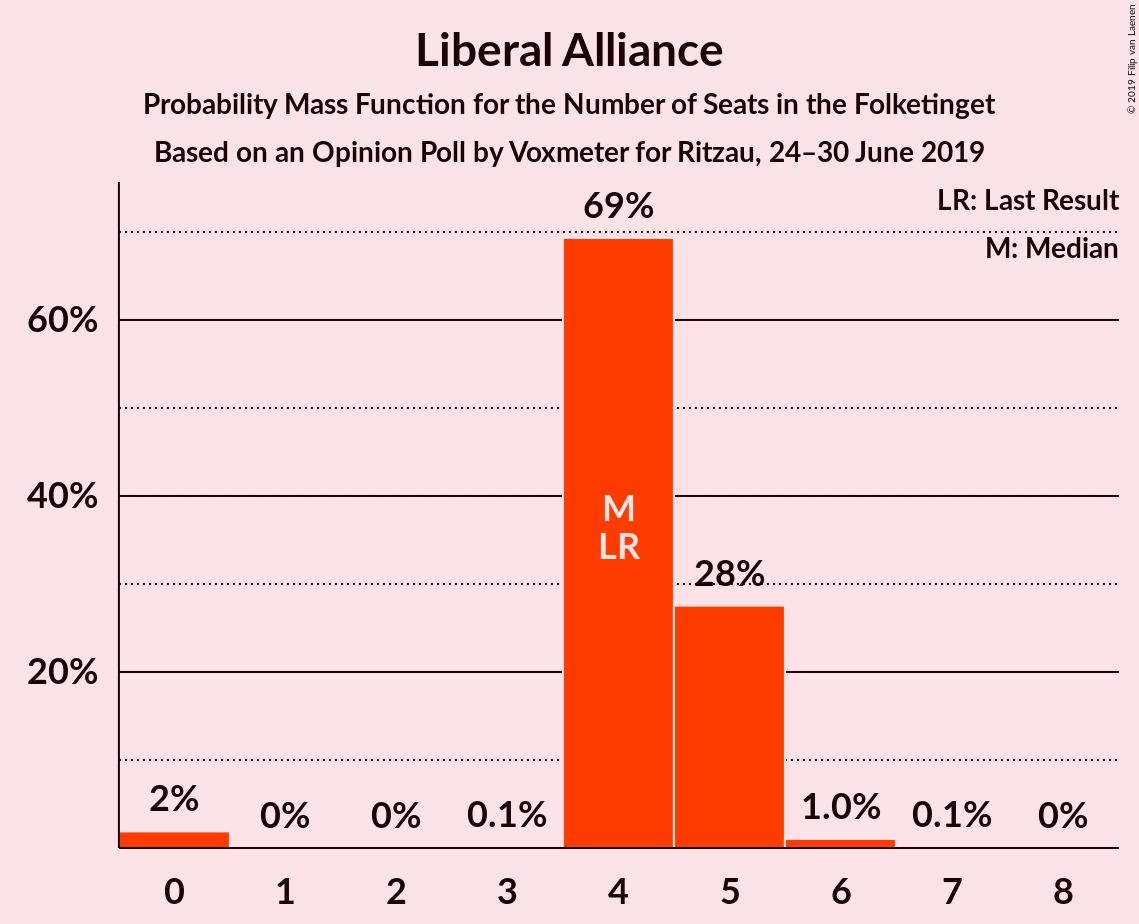 Liberal Alliance
Probability Mass Function for the Number of Seats in the Folketinget
Based on an Opinion Poll by Voxmeter for Ritzau, 24–30 June 2019
© 2019 Filip van Laenen
LR: Last Result
M: Median
60%
40%
20%
2%
0%
0%
0.1%
69%
M
LR
28%
1.0%
0.1%
0%
0 1 2 3 4 5 6 7 8